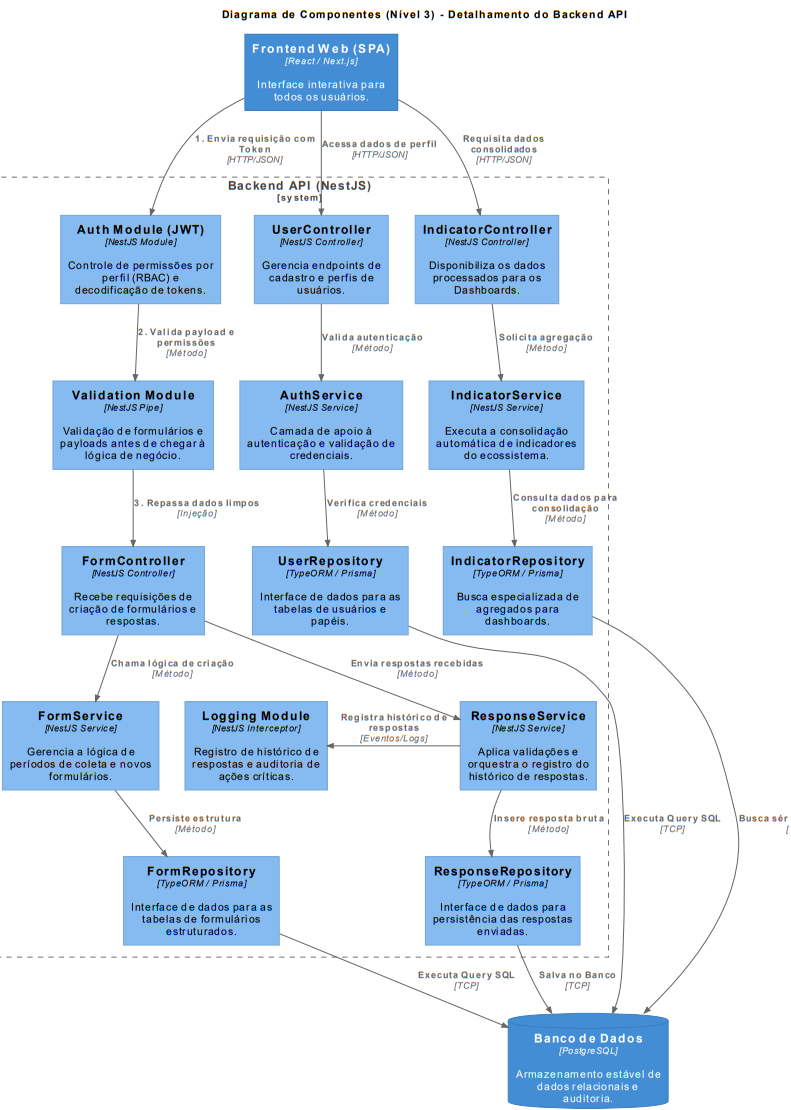 Diagrama de Componentes (Nível 3) - Detalhamento do Backend API
Frontend Web (SPA)
[React / Next.js]
Interface interativa para
todos os usuários.
1. Envia requisição com
Token
[HTTP/JSON]
Acessa dados de perfil
[HTTP/JSON]
Requisita dados
consolidados
[HTTP/JSON]
Backend API (NestJS)
[system]
Auth Module (JWT)
[NestJS Module]
Controle de permissões por
perfil (RBAC) e
decodificação de tokens.
UserController
[NestJS Controller]
Gerencia endpoints de
cadastro e perfis de
usuários.
IndicatorController
[NestJS Controller]
Disponibiliza os dados
processados para os
Dashboards.
2. Valida payload e
permissões
[Método]
Valida autenticação
[Método]
Solicita agregação
[Método]
Validation Module
[NestJS Pipe]
Validação de formulários e
payloads antes de chegar à
lógica de negócio.
AuthService
[NestJS Service]
Camada de apoio à
autenticação e validação de
credenciais.
IndicatorService
[NestJS Service]
Executa a consolidação
automática de indicadores
do ecossistema.
3. Repassa dados limpos
[Injeção]
Verifica credenciais
[Método]
Consulta dados para
consolidação
[Método]
FormController
[NestJS Controller]
Recebe requisições de
criação de formulários e
respostas.
UserRepository
[TypeORM / Prisma]
Interface de dados para as
tabelas de usuários e
papéis.
IndicatorRepository
[TypeORM / Prisma]
Busca especializada de
agregados para
dashboards.
Chama lógica de criação
[Método]
Envia respostas recebidas
[Método]
FormService
[NestJS Service]
Gerencia a lógica de
períodos de coleta e novos
formulários.
Logging Module
[NestJS Interceptor]
Registro de histórico de
respostas e auditoria de
ações críticas.
Registra histórico de
respostas
[Eventos/Logs]
ResponseService
[NestJS Service]
Aplica validações e
orquestra o registro do
histórico de respostas.
Persiste estrutura
[Método]
Insere resposta bruta
[Método]
Executa Query SQL
[TCP]
Busca sér
[
FormRepository
[TypeORM / Prisma]
Interface de dados para as
tabelas de formulários
estruturados.
ResponseRepository
[TypeORM / Prisma]
Interface de dados para
persistência das respostas
enviadas.
Executa Query SQL
[TCP]
Salva no Banco
[TCP]
Banco de Dados
[PostgreSQL]
Armazenamento estável de
dados relacionais e
auditoria.